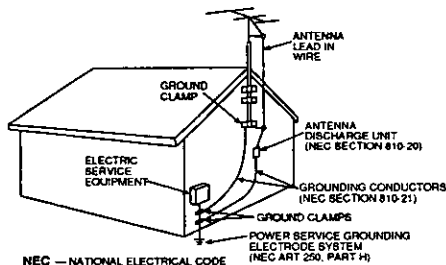 ANTENNA
LEAD IN
WIRE
GROUND
CLAMP
ANTENNA
DISCHARGE UNIT
(NEC SECTION 810-20)
ELECTRIC
SERVICE
EQUIPMENT
GROUNDING CONDUCTORS
(NEC SECTION 810-21)
GROUND CLAMPS
POWER SERVICE GROUNDING
ELECTRODE SYSTEM
(NEC ART 250, PART H)
NEC — NATIONAL ELECTRICAL CODE